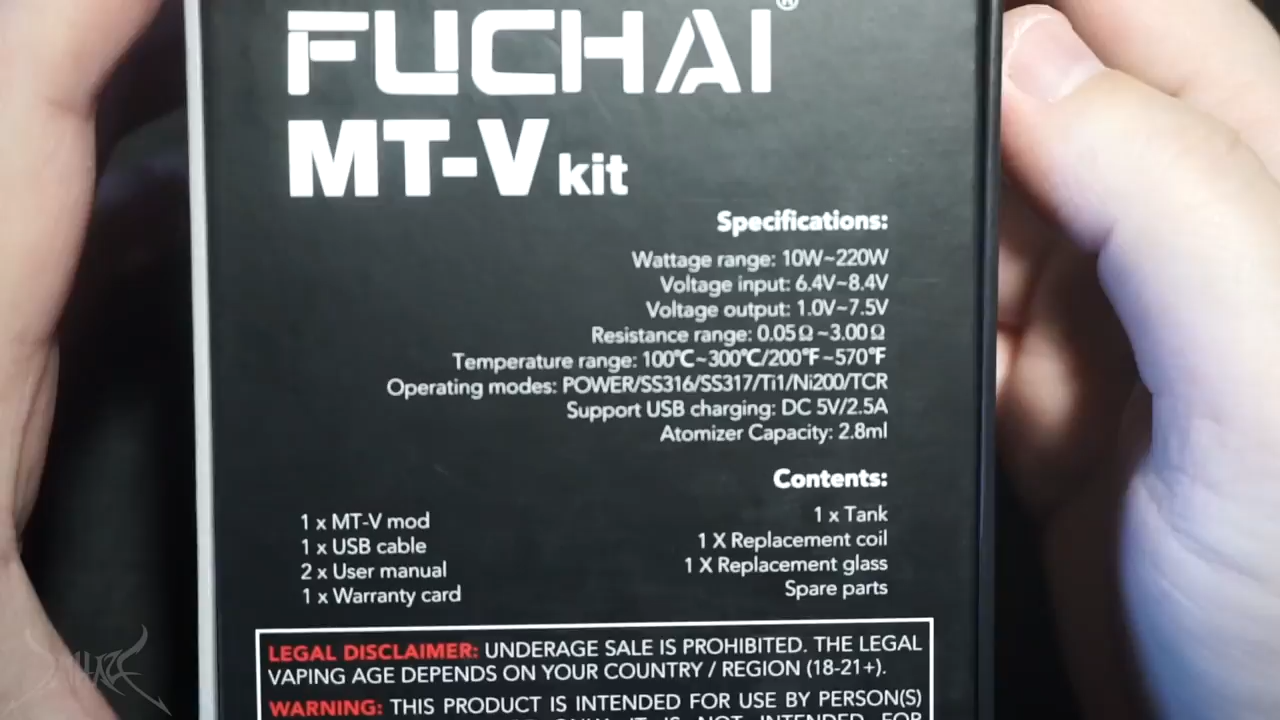 FUCHAI®
MT-V kit
Specifications:
Wattage range: 10W~220W
Voltage input: 6.4V~8.4V
Voltage output: 1.0V~7.5V
Resistance range: 0.05Ω~3.00Ω
Temperature range: 100℃~300℃/200℉~570℉
Operating modes: POWER/SS316/SS317/Ti1/Ni200/TCR
Support USB charging: DC 5V/2.5A
Atomizer Capacity: 2.8ml
Contents:
1 x MT-V mod
1 x USB cable
2 x User manual
1 x Warranty card
1 x Tank
1 X Replacement coil
1 X Replacement glass
Spare parts
LEGAL DISCLAIMER: UNDERAGE SALE IS PROHIBITED. THE LEGAL
VAPING AGE DEPENDS ON YOUR COUNTRY / REGION (18-21+).
WARNING: THIS PRODUCT IS INTENDED FOR USE BY PERSON(S)
IT IS NOT INTENDED FOR